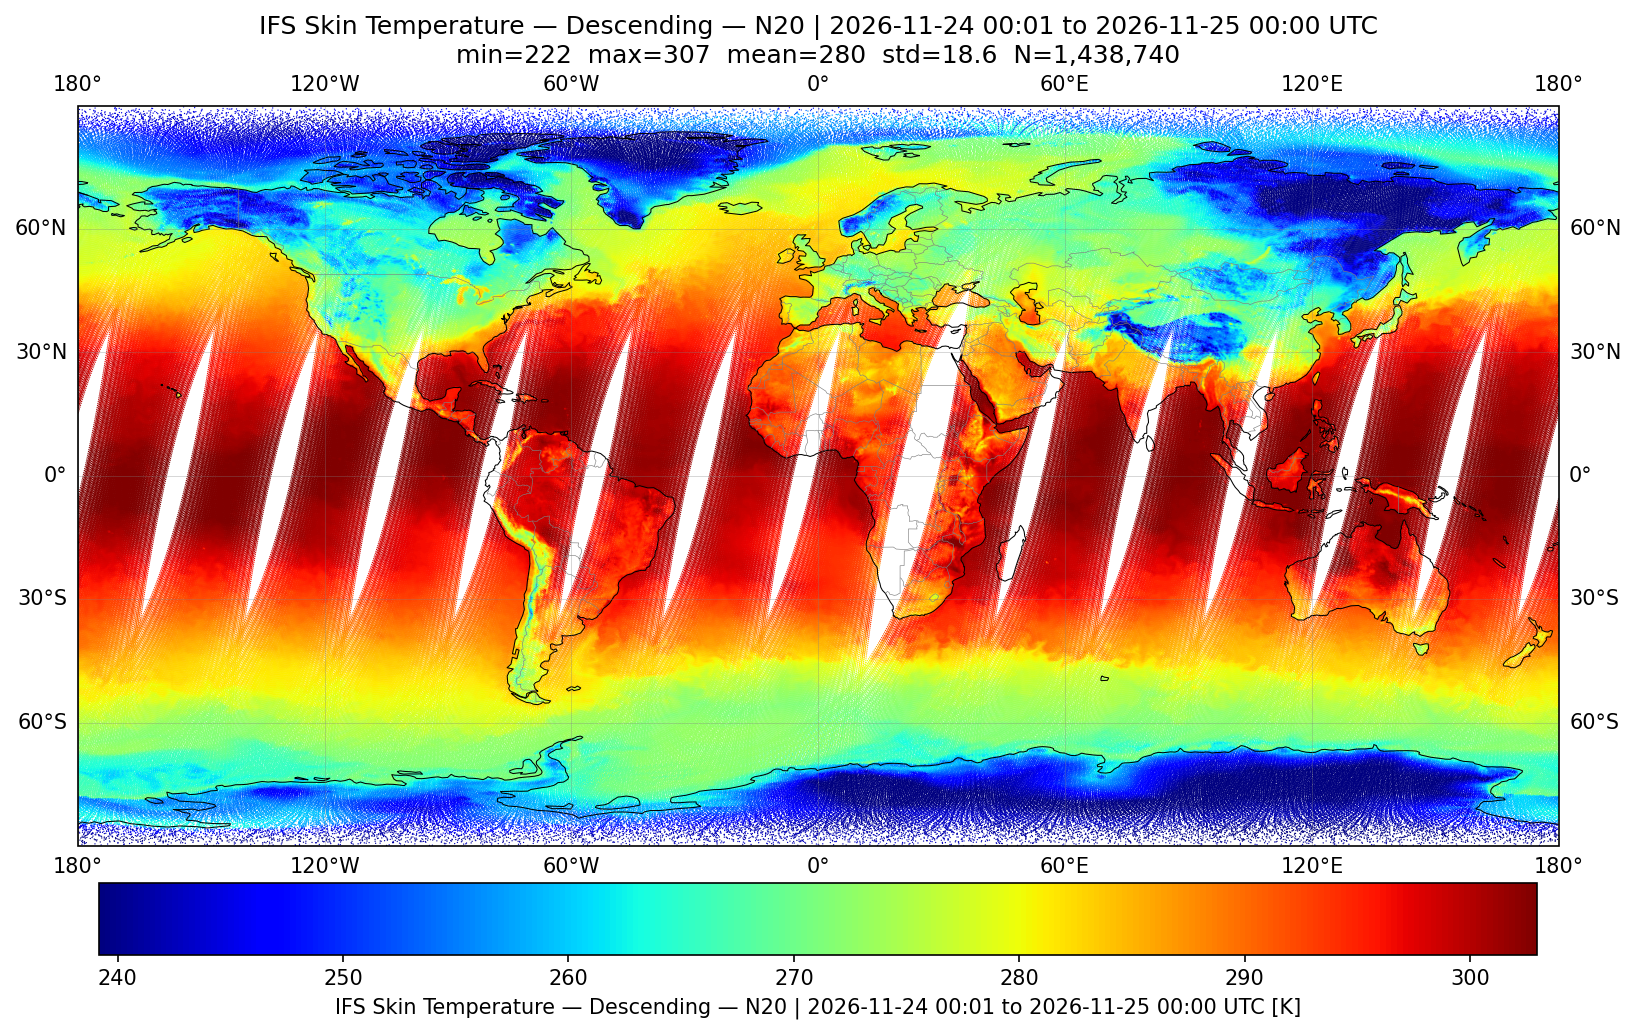 IFS Skin Temperature — Descending — N20 | 2026-11-24 00:01 to 2026-11-25 00:00 UTC
min=222  max=307  mean=280  std=18.6  N=1,438,740
180° 120°W 60°W 0° 60°E 120°E 180°
60°N 60°N
30°N 30°N
0° 0°
30°S 30°S
60°S 60°S
180° 120°W 60°W 0° 60°E 120°E 180°
240 250 260 270 280 290 300
IFS Skin Temperature — Descending — N20 | 2026-11-24 00:01 to 2026-11-25 00:00 UTC [K]